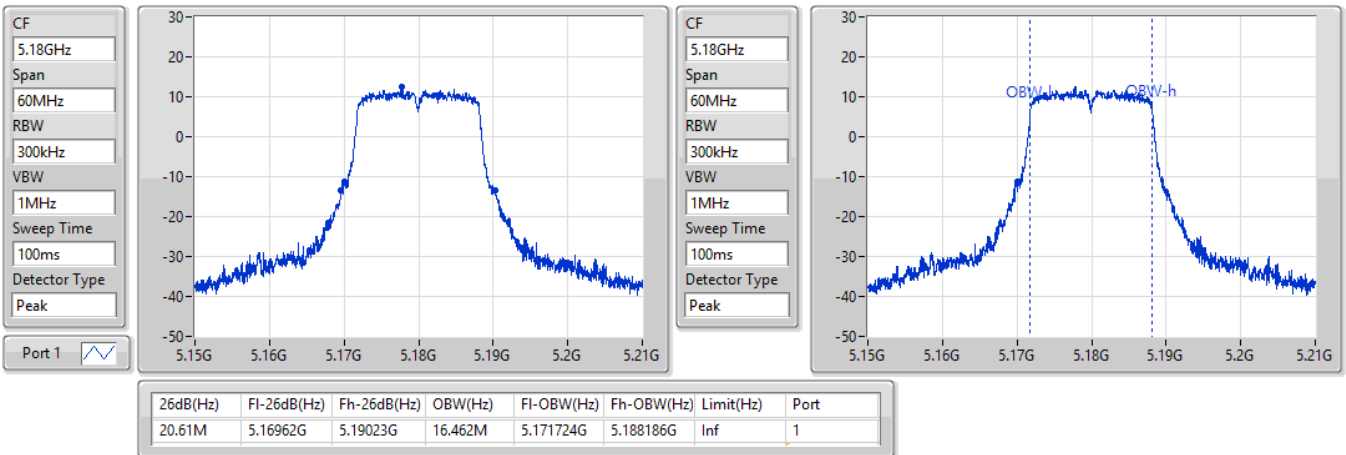 CF
5.18GHz
Span
60MHz
RBW
300kHz
VBW
1MHz
Sweep Time
100ms
Detector Type
Peak
Port 1
30
20
10
0
-10
-20
-30
-40
-50
5.15G 5.16G 5.17G 5.18G 5.19G 5.2G 5.21G
CF
5.18GHz
Span
60MHz
RBW
300kHz
VBW
1MHz
Sweep Time
100ms
Detector Type
Peak
30
20
10
0
-10
-20
-30
-40
-50
OBW-l OBW-h
5.15G 5.16G 5.17G 5.18G 5.19G 5.2G 5.21G
26dB(Hz) Fl-26dB(Hz) Fh-26dB(Hz) OBW(Hz) Fl-OBW(Hz) Fh-OBW(Hz) Limit(Hz) Port
20.61M 5.16962G 5.19023G 16.462M 5.171724G 5.188186G Inf 1